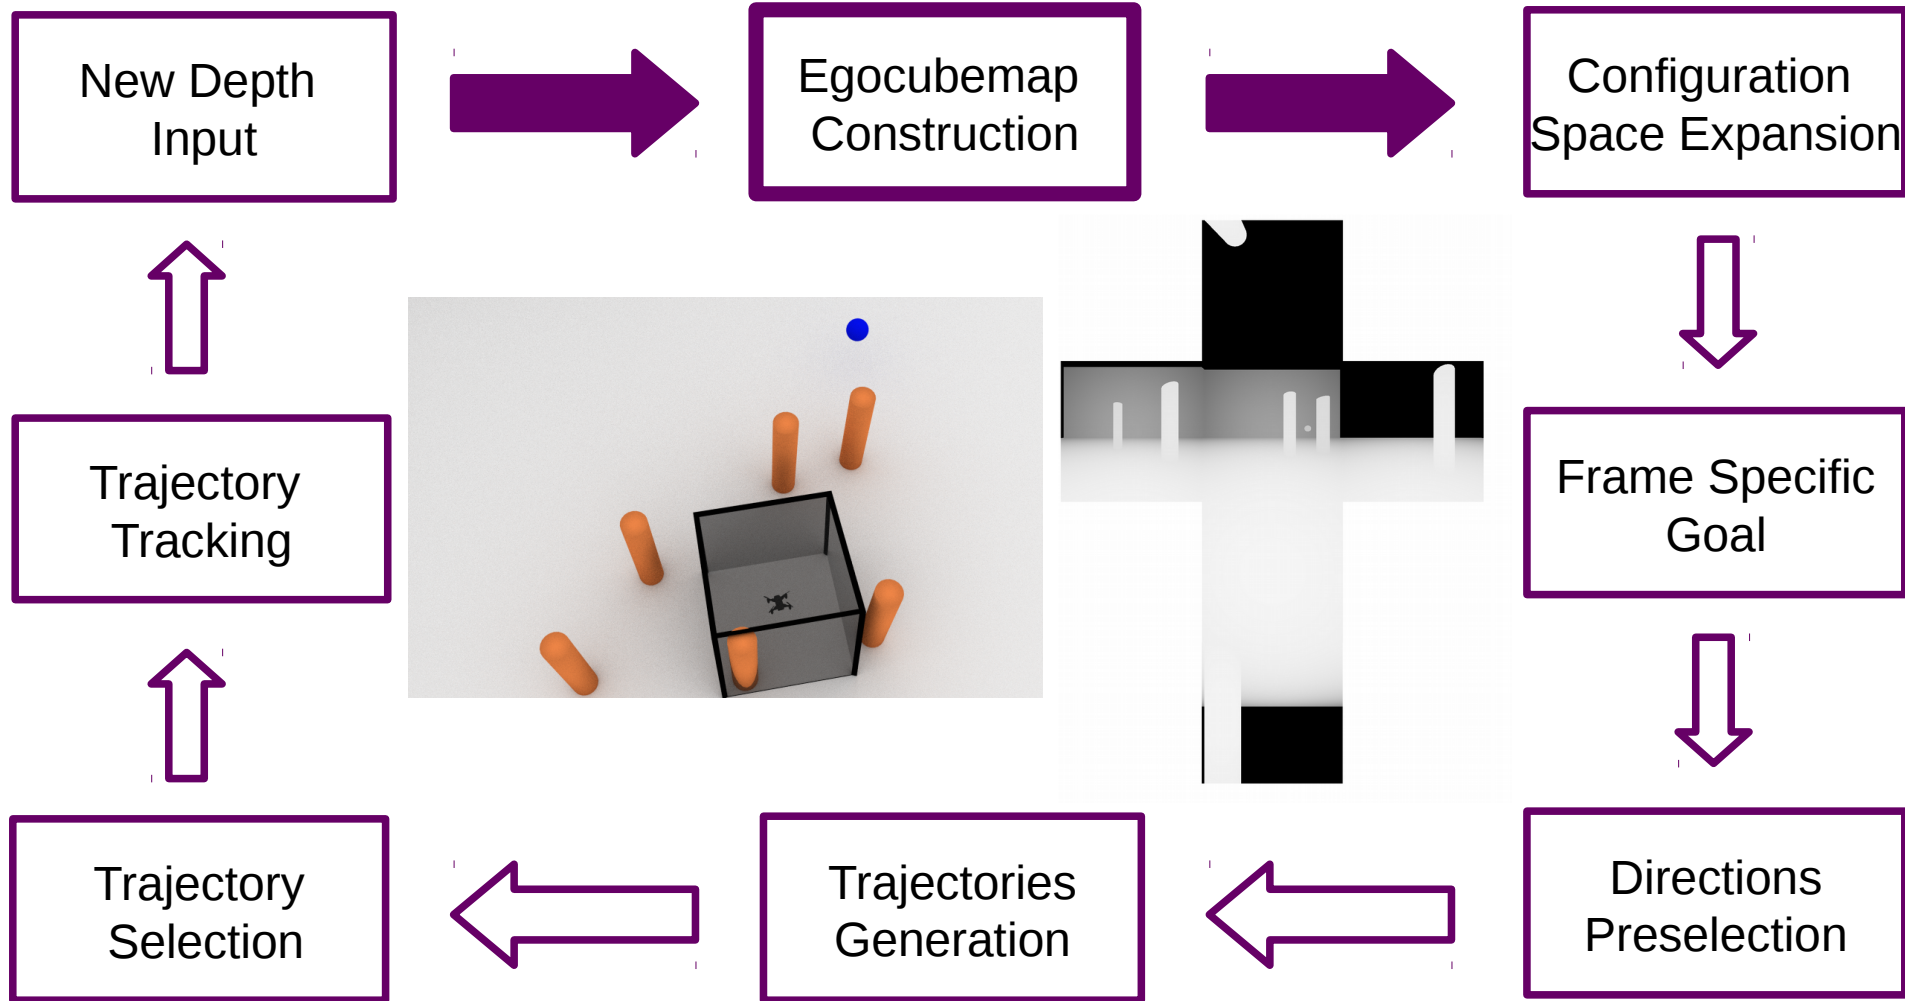 New Depth
Input
Egocubemap
Construction
Configuration
Space Expansion
Trajectory
Tracking
Frame Specific
Goal
Trajectory
Selection
Trajectories
Generation
Directions
Preselection